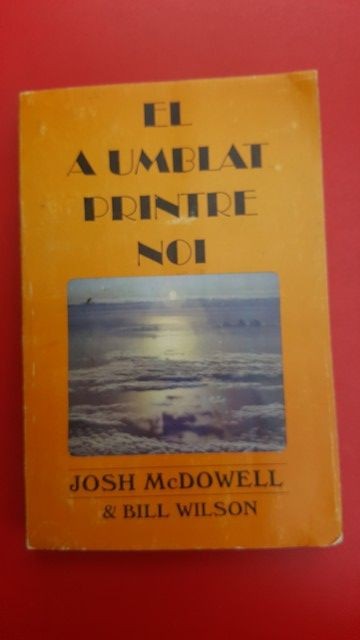 EL
A UMBLAT
PRINTRE
NOI
JOSH McDOWELL
& BILL WILSON